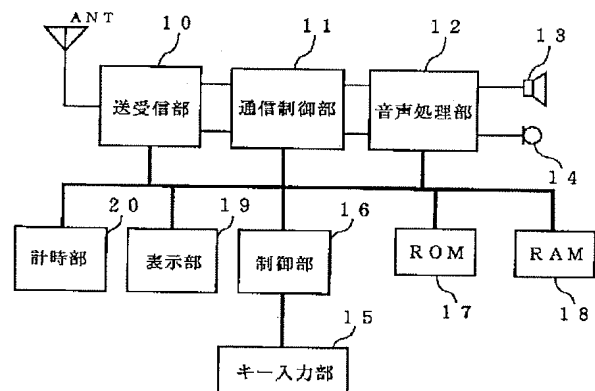 ANT
10
11
12
13
送受信部
通信制御部
音声処理部
14
20
19
16
計時部
表示部
制御部
ROM
RAM
17
18
15
キー入力部